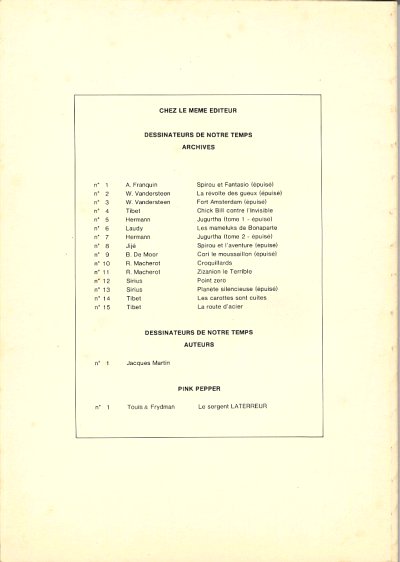 CHEZ LE MEME EDITEUR
DESSINATEURS DE NOTRE TEMPS
ARCHIVES
n° 1 A. Franquin Spirou et Fantasio (épuisé)
n° 2 W. Vandersteen La révolte des gueux (épuisé)
n° 3 W. Vandersteen Fort Amsterdam (épuisé)
n° 4 Tibet Chick Bill contre l'invisible
n° 5 Hermann Jugurtha (tome 1 - épuisé)
n° 6 Laudy Les mameluks de Bonaparte
n° 7 Hermann Jugurtha (tome 2 - épuisé)
n° 8 Jijé Spirou et l'aventure (épuisé)
n° 9 B. De Moor Cori le moussaillon (épuisé)
n° 10 R. Macherot Croquillards
n° 11 R. Macherot Zizanion le Terrible
n° 12 Sirius Point zero
n° 13 Sirius Planète silencieuse (épuisé)
n° 14 Tibet Les carottes sont cuites
n° 15 Tibet La route d'acier
DESSINATEURS DE NOTRE TEMPS
AUTEURS
n° 1 Jacques Martin
PINK PEPPER
n° 1 Touis a Frydman Le sergent LATERREUR